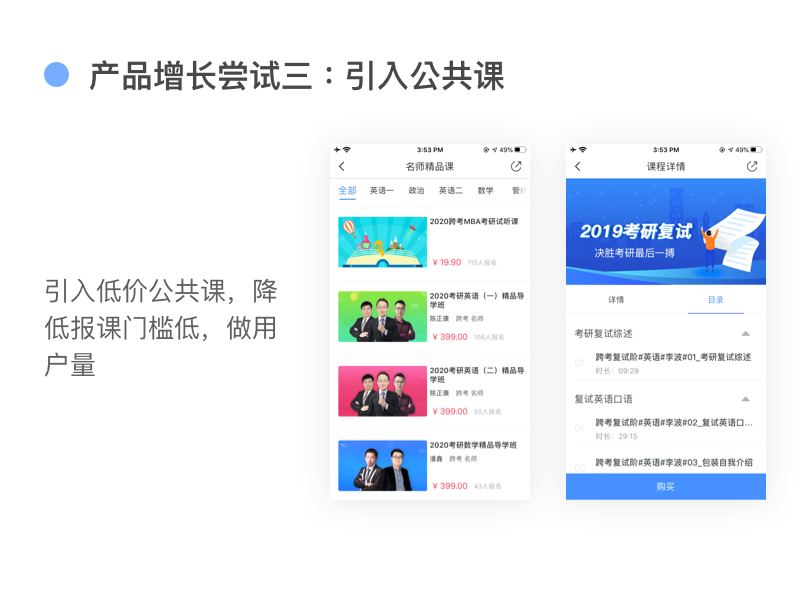 产品增长尝试三：引入公共课
引入低价公共课，降
低报课门槛低，做用
户量
3:53 PM
49%
名师精品课
全部 英语一 政治 英语二 数学
2020跨考MBA考研试听课
¥ 19.90 115人报名
2020考研英语（一）精品导
学班
陈正康 跨考 名师
¥ 399.00 156人报名
2020考研英语（二）精品导
学班
陈正康 跨考 名师
¥ 399.00 50人报名
2020考研数学精品导学班
潘鑫 跨考 名师
¥ 399.00 43人报名
3:53 PM
49%
课程详情
2019考研复试
决胜考研最后一搏
详情 目录
考研复试综述
01 跨考复试阶#英语#李波#01_考研复试综述
时长：09:29
复试英语口语
01 跨考复试阶#英语#李波#02_复试英语口...
时长：29:15
02 跨考复试阶#英语#李波#03_包装自我介绍
购买